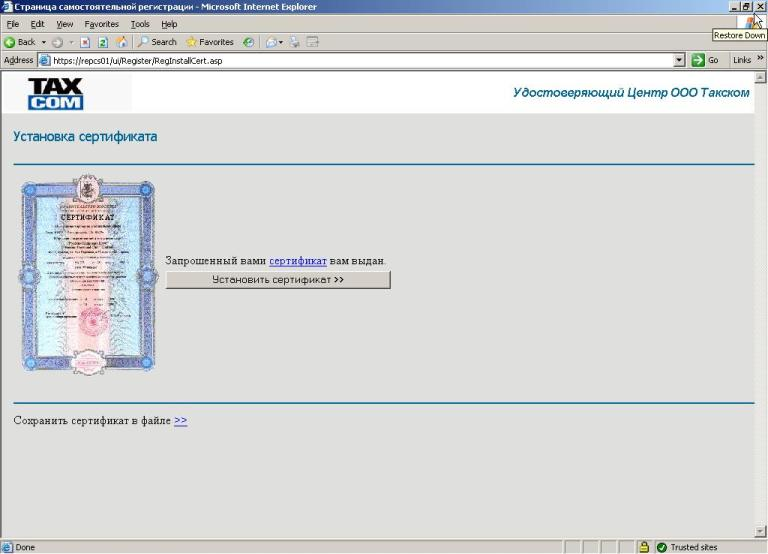 Страница самостоятельной регистрации - Microsoft Internet Explorer
File Edit View Favorites Tools Help
Restore Down
Back Search Favorites
Address https://repcs01/ui/Register/RegInstallCert.asp Go Links »
TAX
COM
Удостоверяющий Центр ООО Такском
Установка сертификата
СЕРТИФИКАТ
Запрошенный вами сертификат вам выдан.
Установить сертификат >>
Сохранить сертификат в файле >>
Done Trusted sites